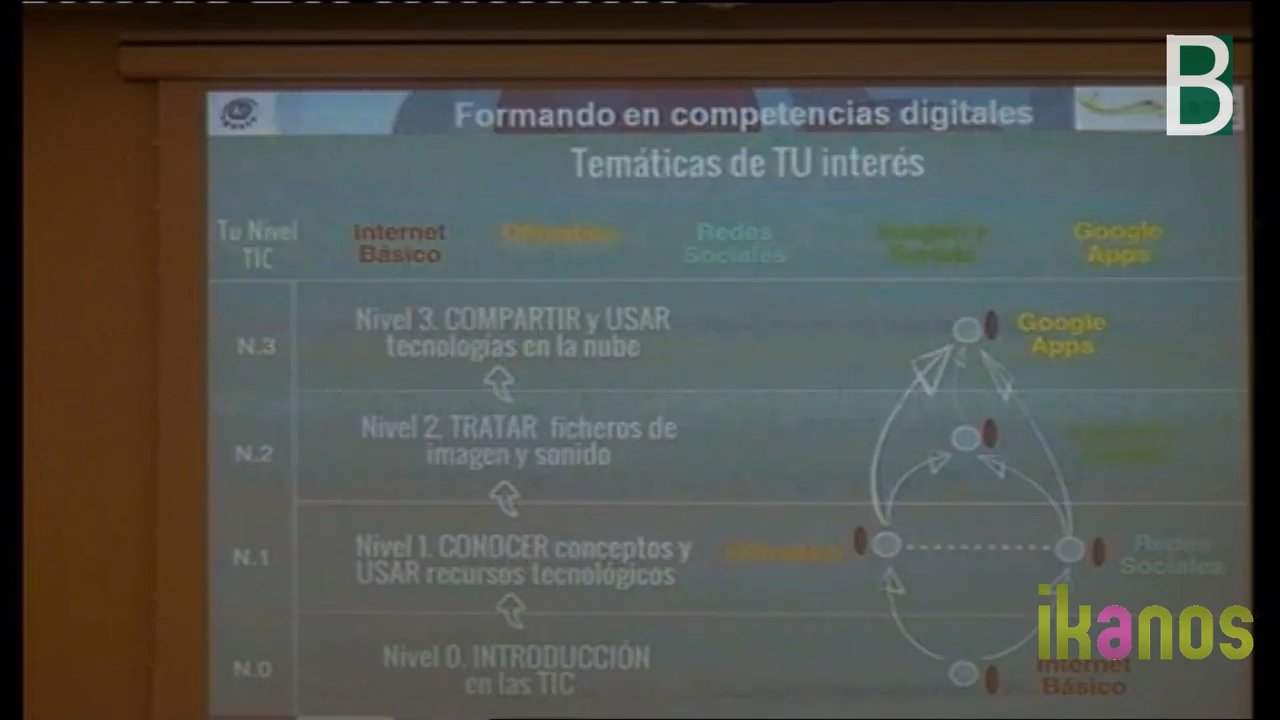 B
Formando en competencias digitales
Temáticas de TU interés
Tu Nivel
TIC
Internet
Básico
Ofimática
Redes
Sociales
Google
Apps
N.3
Nivel 3. COMPARTIR y USAR
tecnologías en la nube
Google
Apps
N.2
Nivel 2. TRATAR ficheros de
imagen y sonido
N.1
Nivel 1. CONOCER conceptos y
USAR recursos tecnológicos
Ofimática
Redes
Sociales
N.0
Nivel 0. INTRODUCCIÓN
en las TIC
Internet
Básico
ikanos